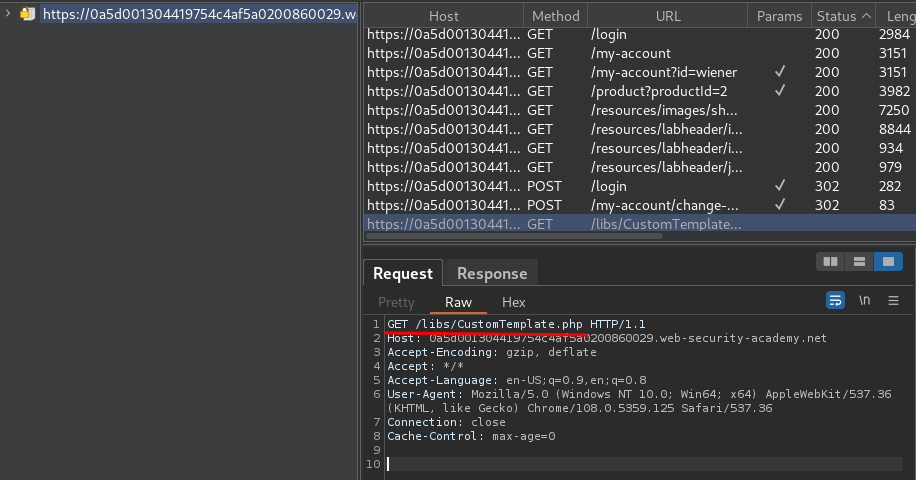 https://0a5d001304419754c4af5a0200860029.we
Host Method URL Params Status Leng
https://0a5d00130441... GET /login 200 2984
https://0a5d00130441... GET /my-account 200 3151
https://0a5d00130441... GET /my-account?id=wiener ✓ 200 3151
https://0a5d00130441... GET /product?productId=2 ✓ 200 3982
https://0a5d00130441... GET /resources/images/sh... 200 7250
https://0a5d00130441... GET /resources/labheader/i... 200 8844
https://0a5d00130441... GET /resources/labheader/i... 200 934
https://0a5d00130441... GET /resources/labheader/j... 200 979
https://0a5d00130441... POST /login ✓ 302 282
https://0a5d00130441... POST /my-account/change-... ✓ 302 83
https://0a5d00130441... GET /libs/CustomTemplate...
Request Response
Pretty Raw Hex \n
1 GET /libs/CustomTemplate.php HTTP/1.1
2 Host: 0a5d001304419754c4af5a0200860029.web-security-academy.net
3 Accept-Encoding: gzip, deflate
4 Accept: */*
5 Accept-Language: en-US;q=0.9,en;q=0.8
6 User-Agent: Mozilla/5.0 (Windows NT 10.0; Win64; x64) AppleWebKit/537.36
(KHTML, like Gecko) Chrome/108.0.5359.125 Safari/537.36
7 Connection: close
8 Cache-Control: max-age=0
9
10